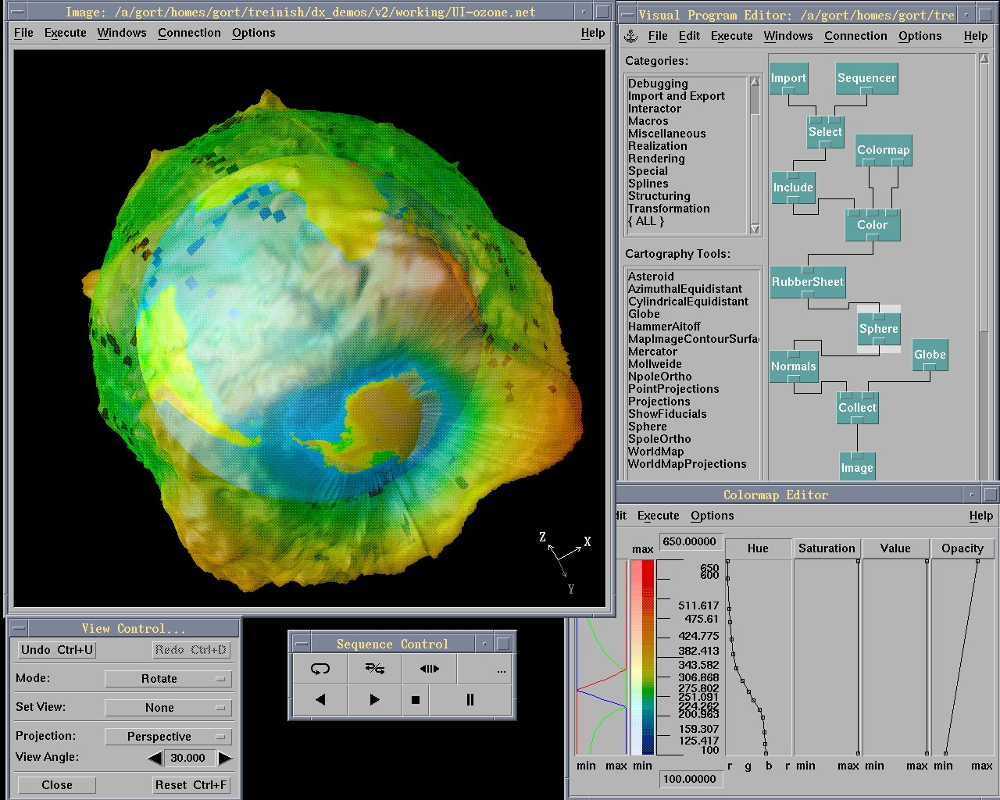 Image: /a/gort/homes/gort/treinish/dx_demos/v2/working/UI-ozone.net
File Execute Windows Connection Options Help
Z X
Y
Visual Program Editor: /a/gort/homes/gort/tre
File Edit Execute Windows Connection Options Help
Categories:
Debugging
Import and Export
Interactor
Macros
Miscellaneous
Realization
Rendering
Special
Splines
Structuring
Transformation
{ ALL }
Cartography Tools:
Asteroid
AzimuthalEquidistant
CylindricalEquidistant
Globe
HammerAitoff
MapImageContourSurfa
Mercator
Mollweide
NpoleOrtho
PointProjections
Projections
ShowFiducials
Sphere
SpoleOrtho
WorldMap
WorldMapProjections
Import Sequencer
Select
Colormap
Include
Color
RubberSheet
Sphere
Globe
Normals
Collect
Image
Colormap Editor
dit Execute Options Help
max 650.00000 Hue Saturation Value Opacity
650
600
511.617
475.61
424.775
382.413
343.582
306.868
275.802
251.091
224.262
200.963
159.307
125.417
100
min max min r g b r min max min max min max
100.00000
View Control...
Undo Ctrl+U Redo Ctrl+D
Mode: Rotate
Set View: None
Projection: Perspective
View Angle: 30.000
Close Reset Ctrl+F
Sequence Control
...